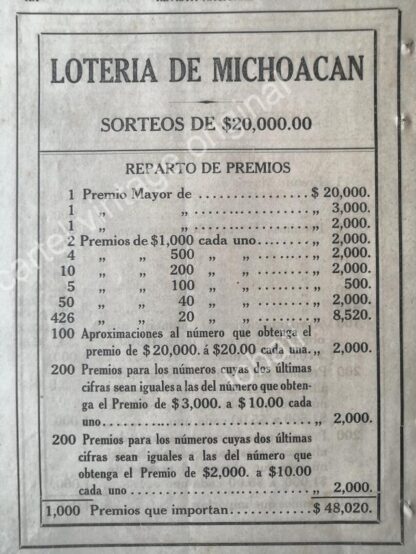 LOTERIA DE MICHOACAN
SORTEOS DE $20,000.00
REPARTO DE PREMIOS
1 Premio Mayor de .................. $ 20,000.
1 „ „ .................. „ 3,000.
1 „ „ .................. „ 2,000.
2 Premios de $1,000 cada uno........ „ 2,000.
4 „ „ 500 „ „ ........ „ 2,000.
10 „ „ 200 „ „ ........ „ 2,000.
5 „ „ 100 „ „ ........ „ 500.
50 „ „ 40 „ „ ........ „ 2,000.
426 „ „ 20 „ „ ........ „ 8,520.
100 Aproximaciones al número que obtenga el
premio de $ 20,000. á $20.00 cada una. „ 2,000.
200 Premios para los números cuyas dos últimas
cifras sean iguales a las del número que obten-
ga el Premio de $ 3,000. a $ 10.00 cada
uno.............................. „ 2,000.
200 Premios para los números cuyas dos últimas
cifras sean iguales a las del número que
obtenga el Premio de $2,000. a $10.00
cada uno ........................ „ 2,000.
1,000 Premios que importan............. $ 48,020.
cartel vintage original